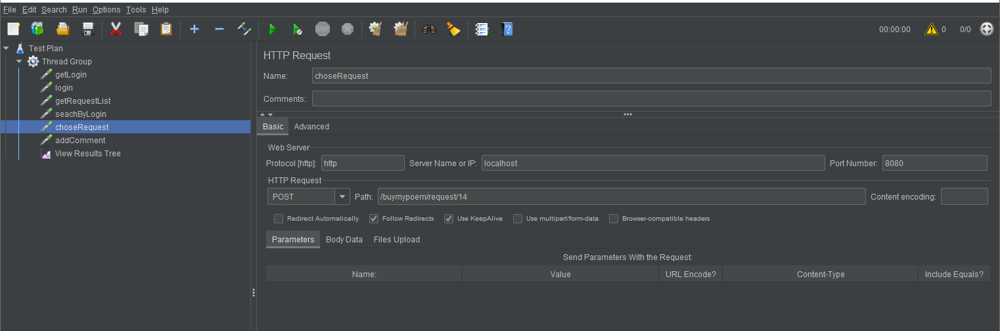 File Edit Search Run Options Tools Help
STOP 00:00:00 0 0/0
Test Plan
Thread Group
getLogin
login
getRequestList
seachByLogin
choseRequest
addComment
View Results Tree
HTTP Request
Name: choseRequest
Comments:
Basic Advanced
Web Server
Protocol [http]: http Server Name or IP: localhost Port Number: 8080
HTTP Request
POST Path: /buymypoem/request/14 Content encoding:
Redirect Automatically Follow Redirects Use KeepAlive Use multipart/form-data Browser-compatible headers
Parameters Body Data Files Upload
Send Parameters With the Request:
Name: Value URL Encode? Content-Type Include Equals?